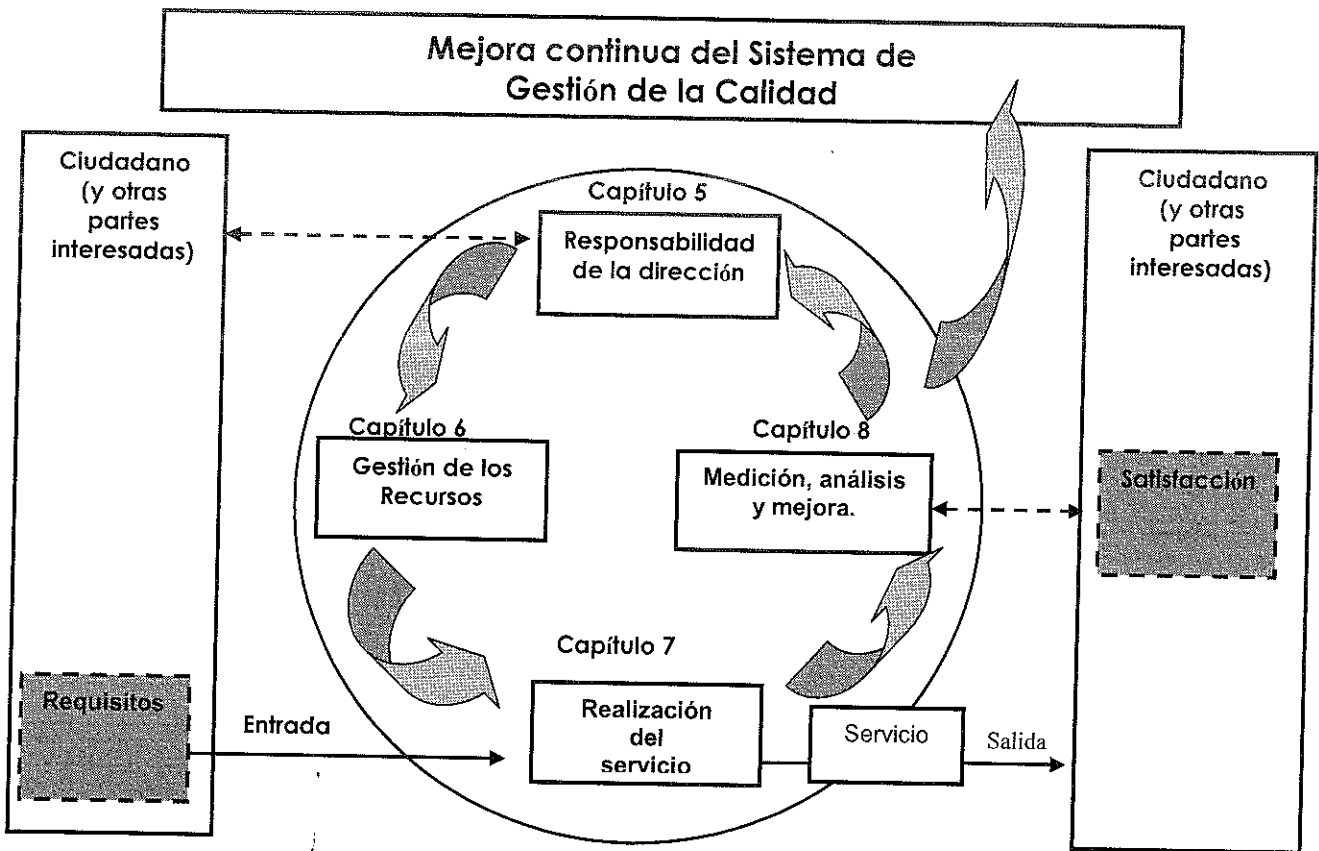 Mejora continua del Sistema de
Gestión de la Calidad
Ciudadano
(y otras
partes
interesadas)
Capítulo 5
Responsabilidad
de la dirección
Ciudadano
(y otras
partes
interesadas)
Capítulo 6
Gestión de los
Recursos
Capítulo 8
Medición, análisis
y mejora.
Satisfacción
Capítulo 7
Requisitos
Entrada
Realización
del
servicio
Servicio
Salida